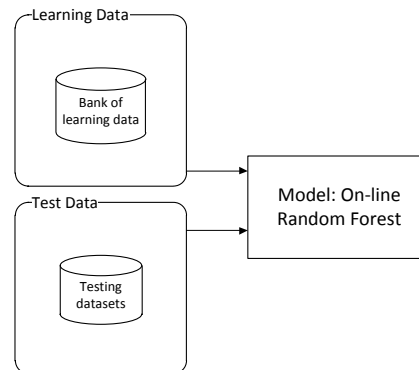 Learning Data
Bank of
learning data
Model: On-line
Random Forest
Test Data
Testing
datasets